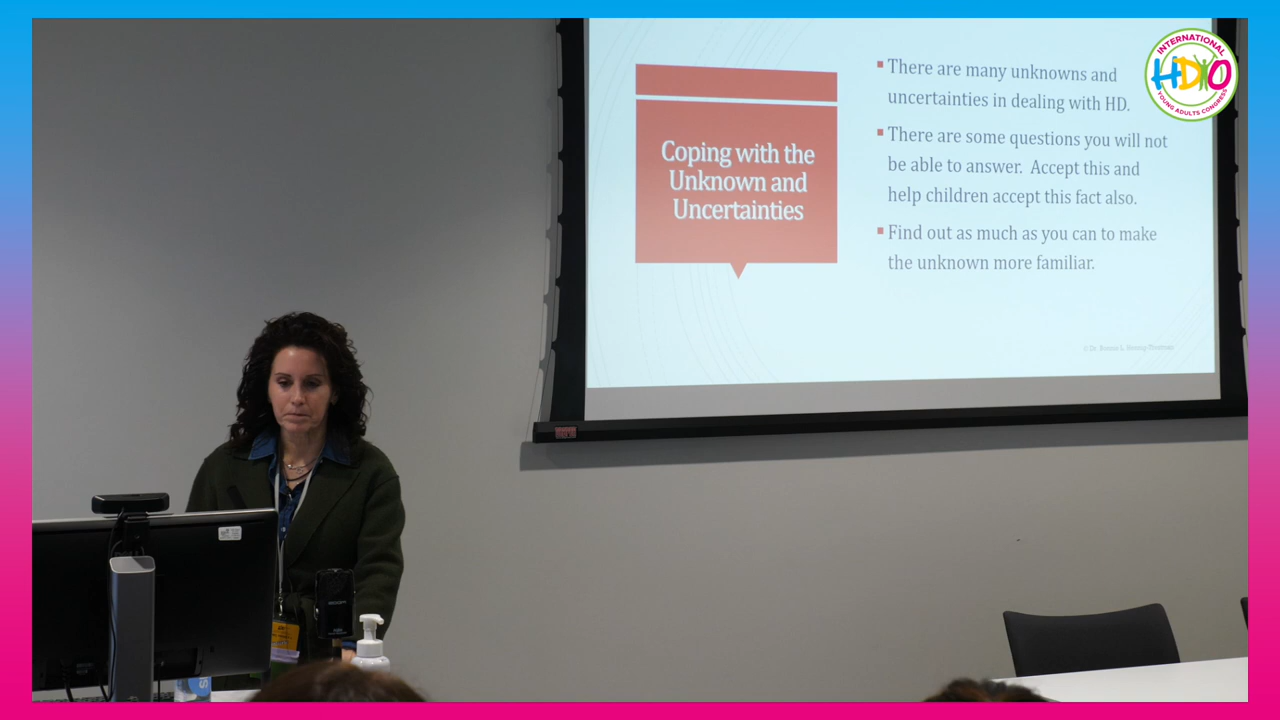 INTERNATIONAL
HDYO
YOUNG ADULTS CONGRESS
Coping with the
Unknown and
Uncertainties
There are many unknowns and
uncertainties in dealing with HD.
There are some questions you will not
be able to answer. Accept this and
help children accept this fact also.
Find out as much as you can to make
the unknown more familiar.